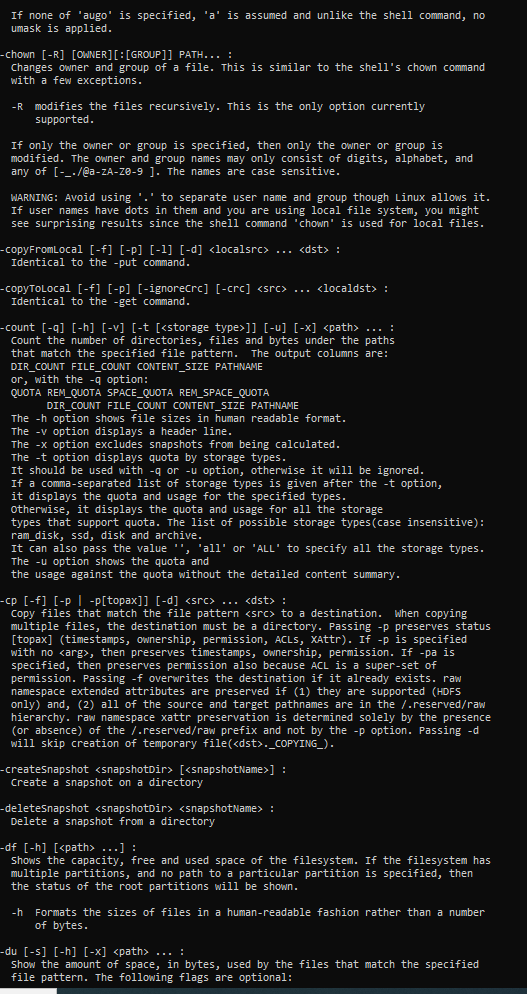 If none of 'augo' is specified, 'a' is assumed and unlike the shell command, no
umask is applied.
-chown [-R] [OWNER][:[GROUP]] PATH... :
Changes owner and group of a file. This is similar to the shell's chown command
with a few exceptions.
-R modifies the files recursively. This is the only option currently
supported.
If only the owner or group is specified, then only the owner or group is
modified. The owner and group names may only consist of digits, alphabet, and
any of [-_./@a-zA-Z0-9 ]. The names are case sensitive.
WARNING: Avoid using '.' to separate user name and group though Linux allows it.
If user names have dots in them and you are using local file system, you might
see surprising results since the shell command 'chown' is used for local files.
-copyFromLocal [-f] [-p] [-l] [-d] <localsrc> ... <dst> :
Identical to the -put command.
-copyToLocal [-f] [-p] [-ignoreCrc] [-crc] <src> ... <localdst> :
Identical to the -get command.
-count [-q] [-h] [-v] [-t [<storage type>]] [-u] [-x] <path> ... :
Count the number of directories, files and bytes under the paths
that match the specified file pattern. The output columns are:
DIR_COUNT FILE_COUNT CONTENT_SIZE PATHNAME
or, with the -q option:
QUOTA REM_QUOTA SPACE_QUOTA REM_SPACE_QUOTA
DIR_COUNT FILE_COUNT CONTENT_SIZE PATHNAME
The -h option shows file sizes in human readable format.
The -v option displays a header line.
The -x option excludes snapshots from being calculated.
The -t option displays quota by storage types.
It should be used with -q or -u option, otherwise it will be ignored.
If a comma-separated list of storage types is given after the -t option,
it displays the quota and usage for the specified types.
Otherwise, it displays the quota and usage for all the storage
types that support quota. The list of possible storage types(case insensitive):
ram_disk, ssd, disk and archive.
It can also pass the value '', 'all' or 'ALL' to specify all the storage types.
The -u option shows the quota and
the usage against the quota without the detailed content summary.
-cp [-f] [-p | -p[topax]] [-d] <src> ... <dst> :
Copy files that match the file pattern <src> to a destination. When copying
multiple files, the destination must be a directory. Passing -p preserves status
[topax] (timestamps, ownership, permission, ACLs, XAttr). If -p is specified
with no <arg>, then preserves timestamps, ownership, permission. If -pa is
specified, then preserves permission also because ACL is a super-set of
permission. Passing -f overwrites the destination if it already exists. raw
namespace extended attributes are preserved if (1) they are supported (HDFS
only) and, (2) all of the source and target pathnames are in the /.reserved/raw
hierarchy. raw namespace xattr preservation is determined solely by the presence
(or absence) of the /.reserved/raw prefix and not by the -p option. Passing -d
will skip creation of temporary file(<dst>._COPYING_).
-createSnapshot <snapshotDir> [<snapshotName>] :
Create a snapshot on a directory
-deleteSnapshot <snapshotDir> <snapshotName> :
Delete a snapshot from a directory
-df [-h] [<path> ...] :
Shows the capacity, free and used space of the filesystem. If the filesystem has
multiple partitions, and no path to a particular partition is specified, then
the status of the root partitions will be shown.
-h Formats the sizes of files in a human-readable fashion rather than a number
of bytes.
-du [-s] [-h] [-x] <path> ... :
Show the amount of space, in bytes, used by the files that match the specified
file pattern. The following flags are optional: